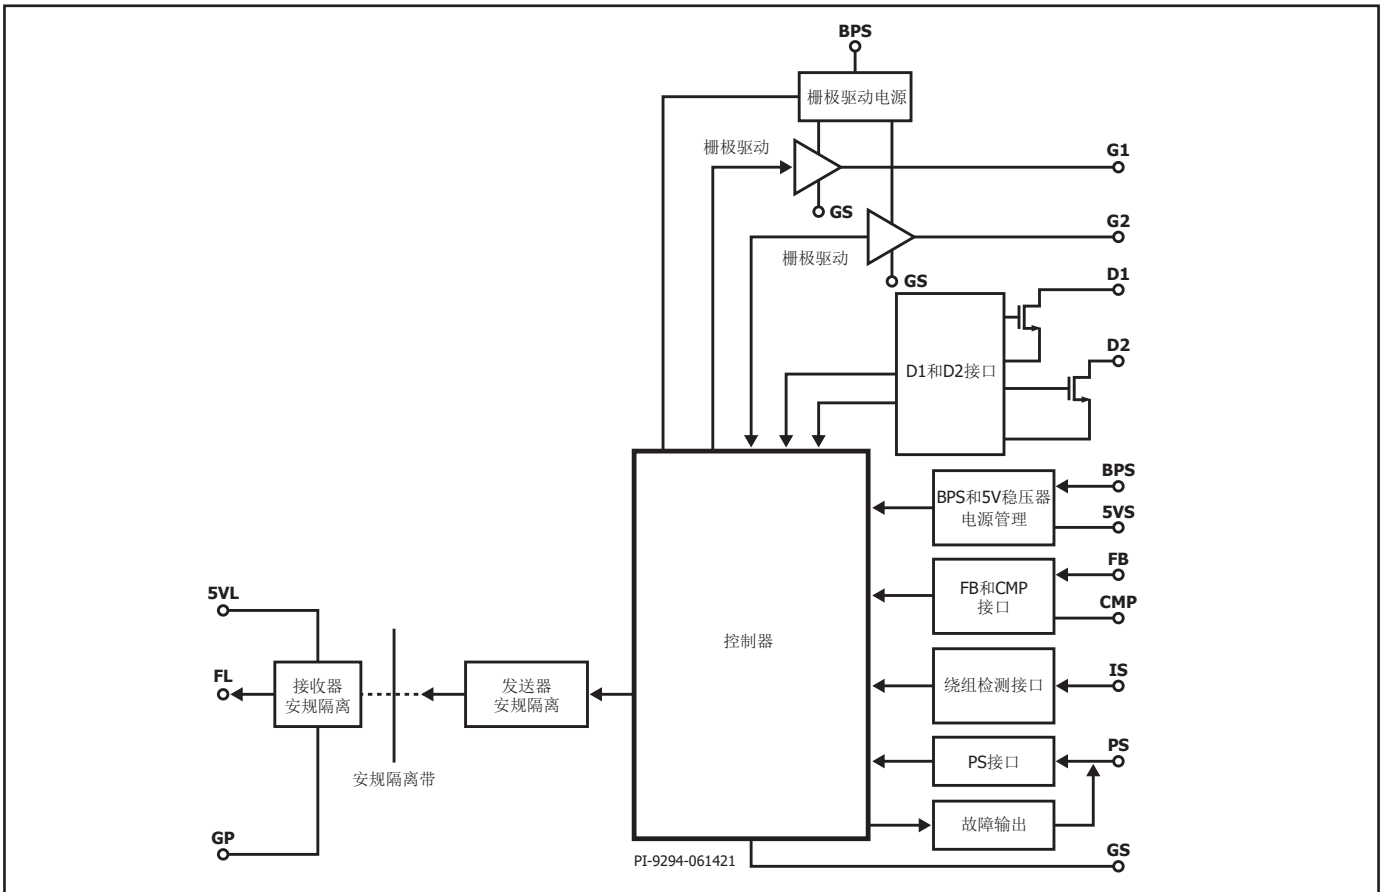 BPS
栅极驱动电源
栅极驱动
G1
GS
G2
栅极驱动
GS
D1
D2
D1和D2接口
BPS
BPS和5V稳压器
电源管理
5VS
FB
FB和CMP
接口
CMP
5VL
控制器
FL
接收器
安规隔离
发送器
安规隔离
绕组检测接口
IS
安规隔离带
PS
PS接口
故障输出
GP
PI-9294-061421
GS